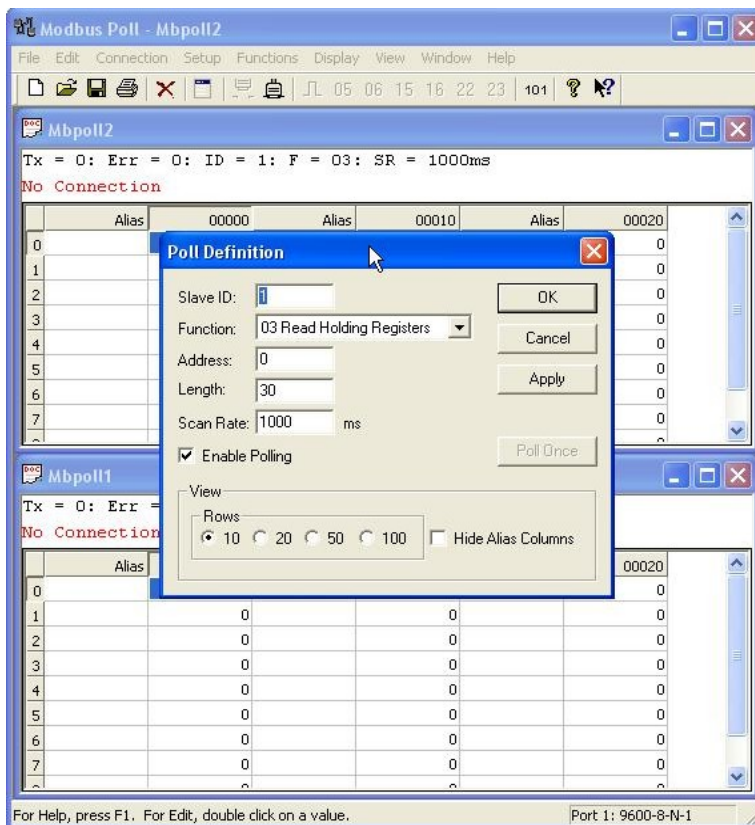 Modbus Poll - Mbpoll2
File Edit Connection Setup Functions Display View Window Help
05 06 15 16 22 23 101
Mbpoll2
Tx = 0: Err = 0: ID = 1: F = 03: SR = 1000ms
No Connection
Alias 00000 Alias 00010 Alias 00020
0 0
1 0
2 0
3 0
4 0
5 0
6 0
7 0
Poll Definition
Slave ID: 1 OK
Function: 03 Read Holding Registers Cancel
Address: 0
Length: 30 Apply
Scan Rate: 1000 ms
Enable Polling Poll Once
View
Rows
10 20 50 100 Hide Alias Columns
Mbpoll1
Tx = 0: Err =
No Connection
Alias 00020
0 0
1 0 0 0
2 0 0 0
3 0 0 0
4 0 0 0
5 0 0 0
6 0 0 0
7 0 0 0
For Help, press F1. For Edit, double click on a value. Port 1: 9600-8-N-1